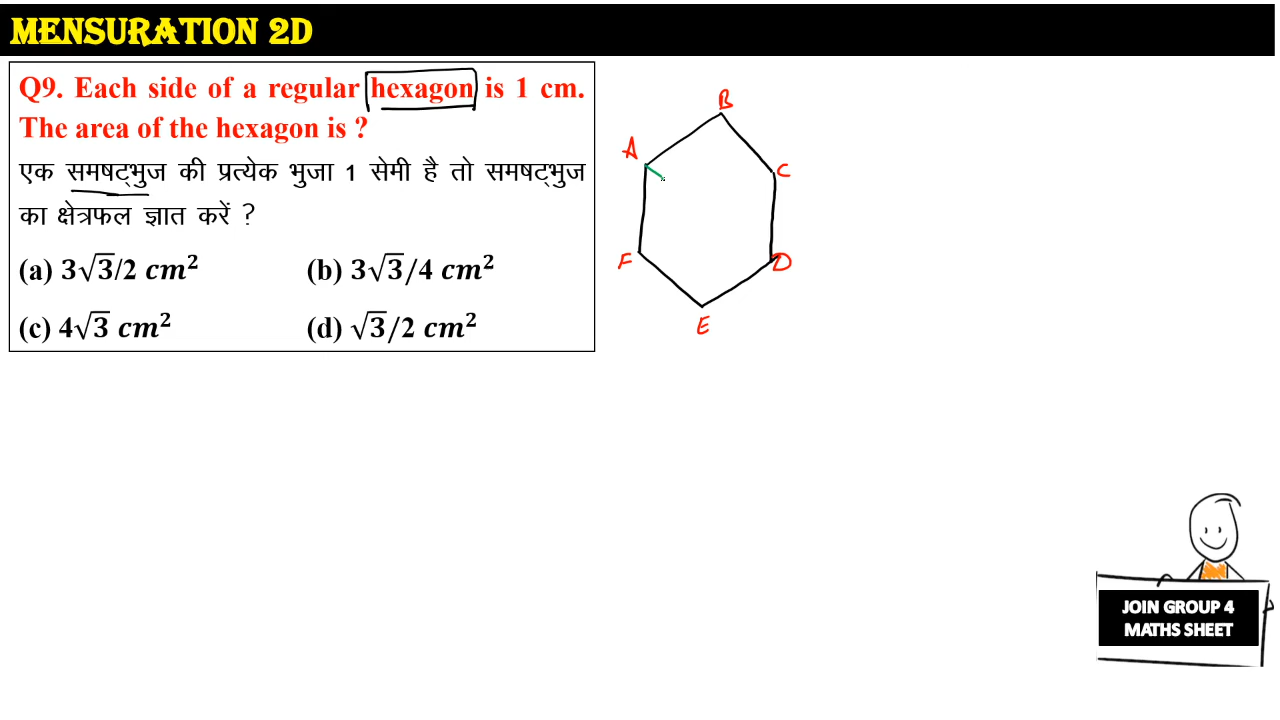 MENSURATION 2D
Q9. Each side of a regular hexagon is 1 cm.
The area of the hexagon is ?
एक समषट्भुज की प्रत्येक भुजा 1 सेमी है तो समषट्भुज
का क्षेत्रफल ज्ञात करें ?
(a) 3√3/2 cm² (b) 3√3/4 cm²
(c) 4√3 cm² (d) √3/2 cm²
B
A
C
F
D
E
JOIN GROUP 4
MATHS SHEET